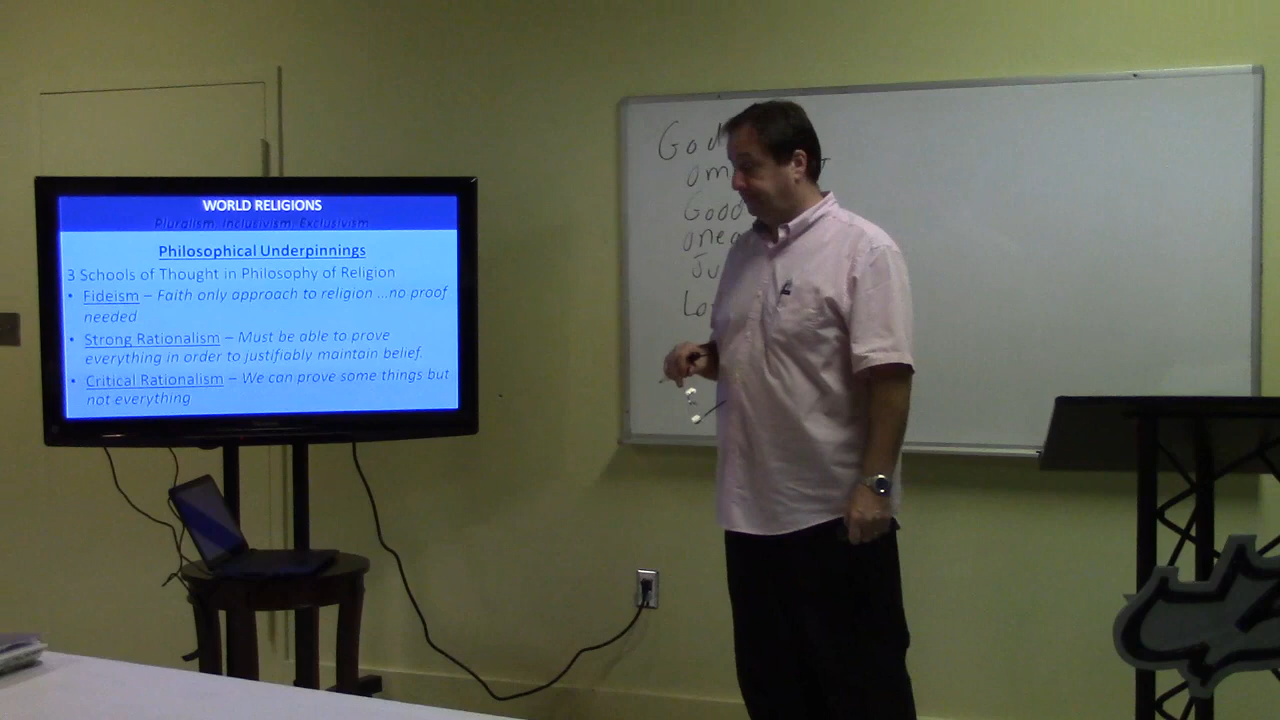 WORLD RELIGIONS
Pluralism Inclusivism Exclusivism
Philosophical Underpinnings
3 Schools of Thought in Philosophy of Religion
• Fideism – Faith only approach to religion ...no proof
needed
• Strong Rationalism – Must be able to prove
everything in order to justifiably maintain belief.
• Critical Rationalism – We can prove some things but
not everything
God
Good